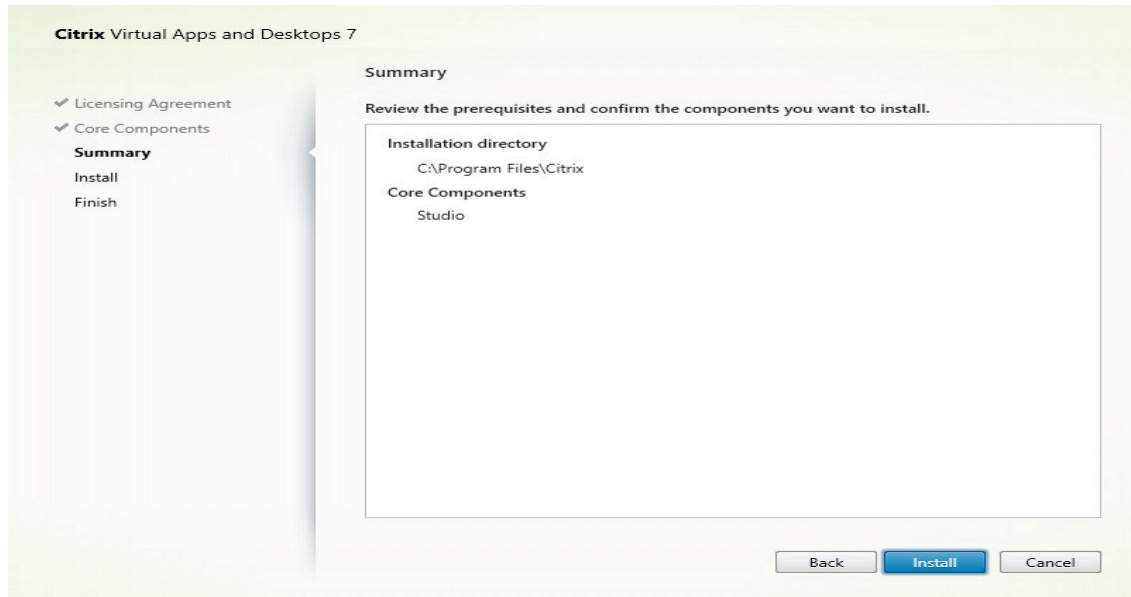 Citrix Virtual Apps and Desktops 7
Licensing Agreement
Core Components
Summary
Install
Finish
Summary
Review the prerequisites and confirm the components you want to install.
Installation directory
C:\Program Files\Citrix
Core Components
Studio
Back
Install
Cancel